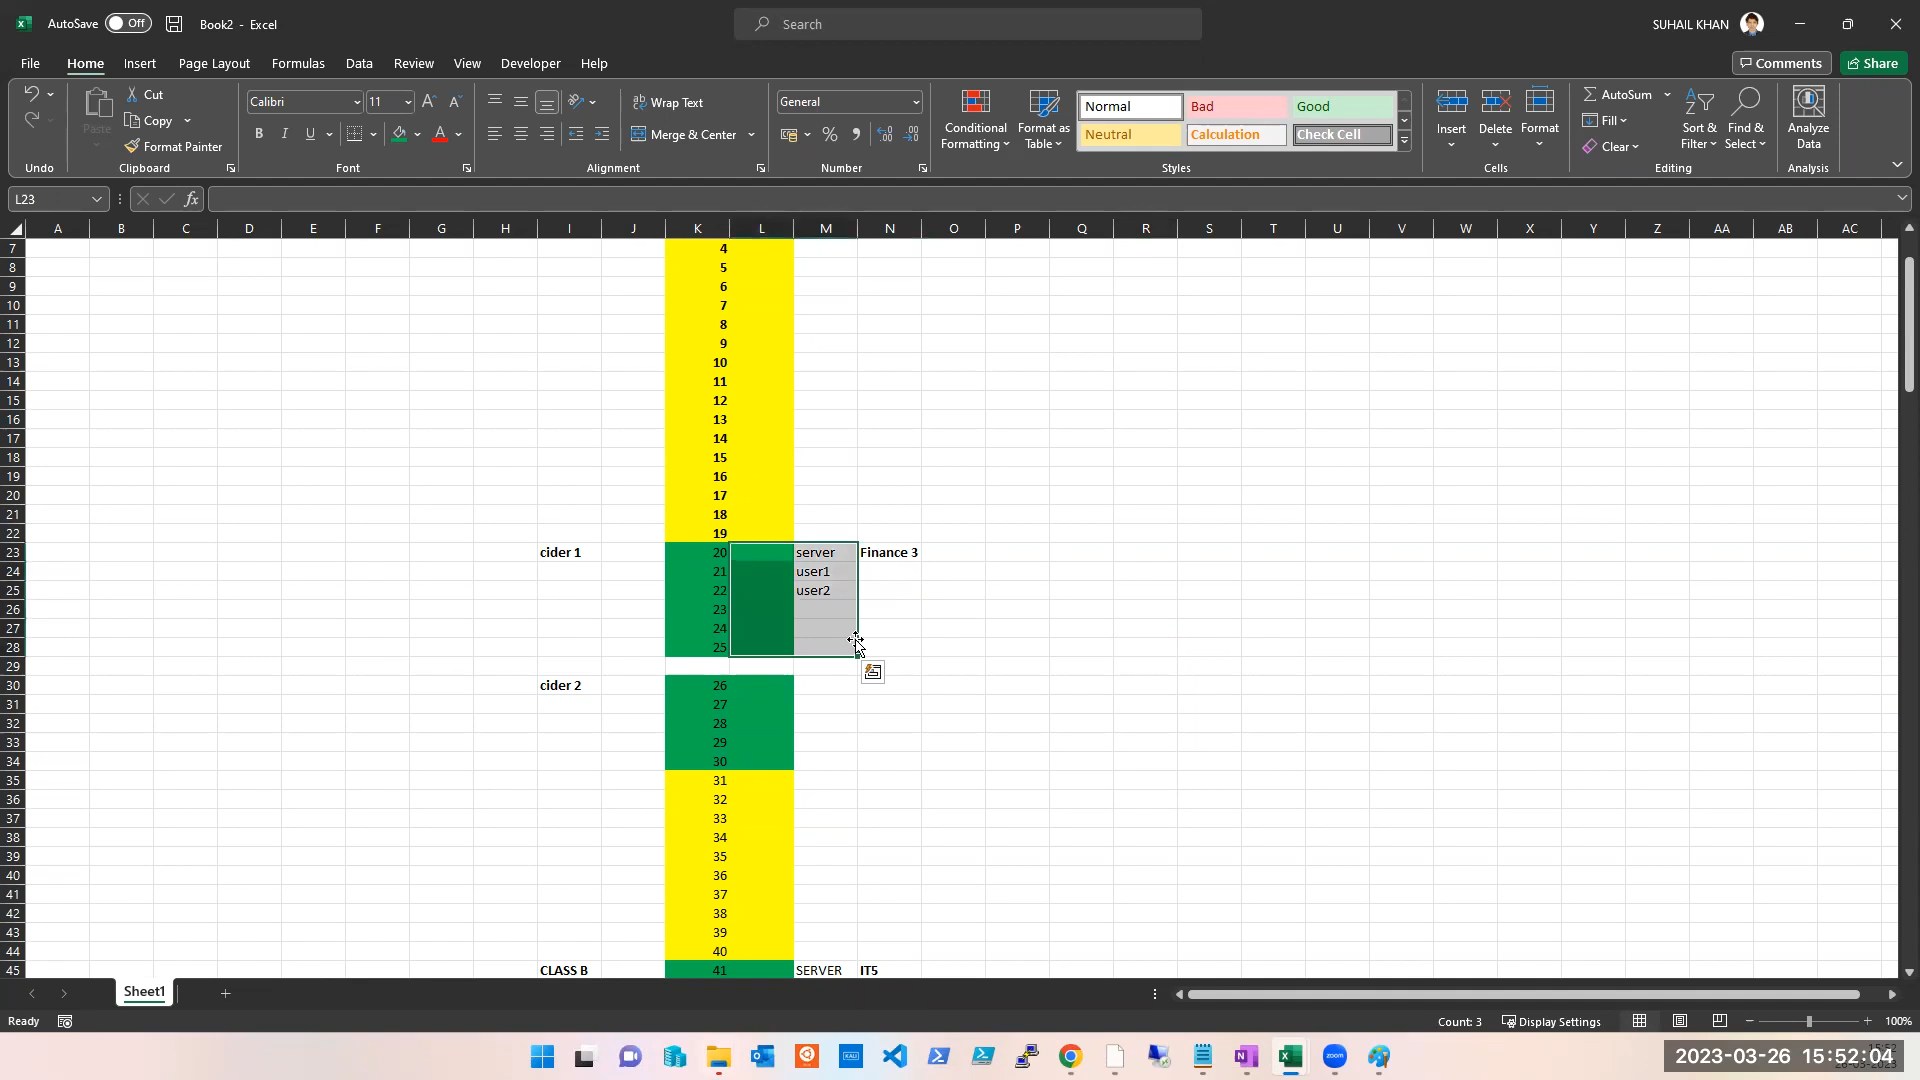 AutoSave Off Book2 - Excel Search SUHAIL KHAN
File Home Insert Page Layout Formulas Data Review View Developer Help Comments Share
Cut Calibri 11 Wrap Text General Normal Bad Good AutoSum
Paste Copy Conditional Formatting Format as Table Insert Delete Format Fill Sort & Filter Find & Select Analyze Data
B I U A Merge & Center % Neutral Calculation Check Cell
Format Painter Clear
Undo Clipboard Font Alignment Number Styles Cells Editing Analysis
L23 fx
A B C D E F G H I J K L M N O P Q R S T U V W X Y Z AA AB AC
7 4
8 5
9 6
10 7
11 8
12 9
13 10
14 11
15 12
16 13
17 14
18 15
19 16
20 17
21 18
22 19
23 cider 1 20 server Finance 3
24 21 user1
25 22 user2
26 23
27 24
28 25
29
30 cider 2 26
31 27
32 28
33 29
34 30
35 31
36 32
37 33
38 34
39 35
40 36
41 37
42 38
43 39
44 40
45 CLASS B 41 SERVER IT5
Sheet1
Ready Count: 3 Display Settings 100%
2023-03-26 15:52:04